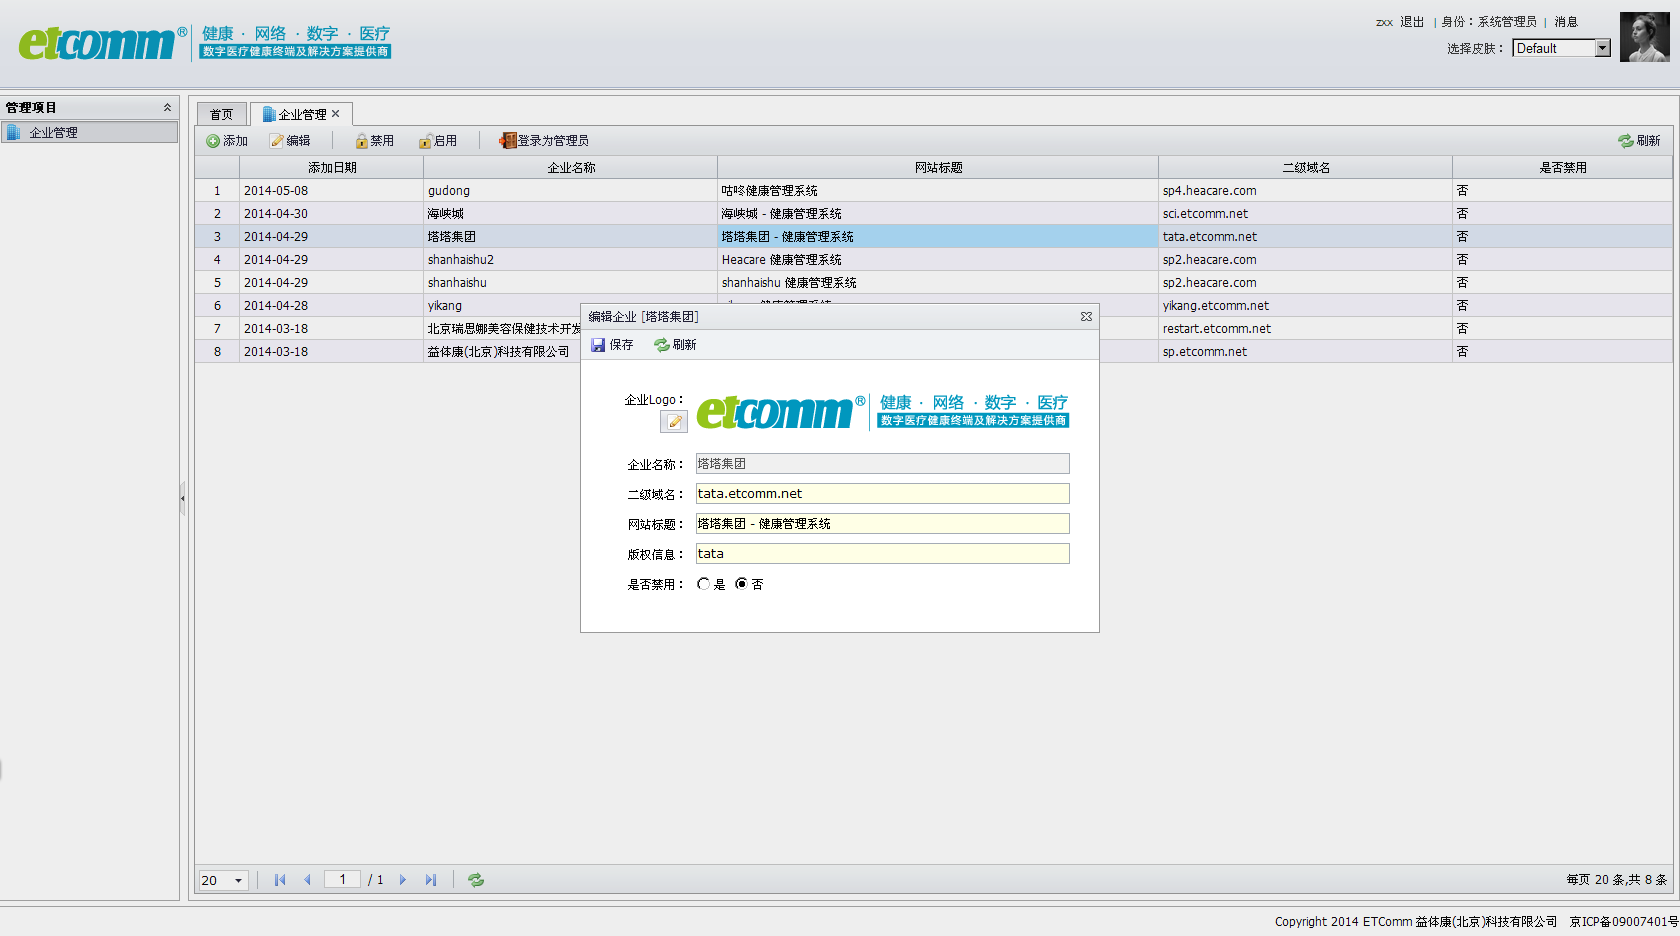 etcomm® 健康 · 网络 · 数字 · 医疗
数字医疗健康终端及解决方案提供商
zxx 退出 | 身份：系统管理员 | 消息
选择皮肤： Default
管理项目
企业管理
首页 企业管理
添加 编辑 禁用 启用 登录为管理员 刷新
添加日期 企业名称 网站标题 二级域名 是否禁用
1 2014-05-08 gudong 咕咚健康管理系统 sp4.heacare.com 否
2 2014-04-30 海峡城 海峡城 - 健康管理系统 sci.etcomm.net 否
3 2014-04-29 塔塔集团 塔塔集团 - 健康管理系统 tata.etcomm.net 否
4 2014-04-29 shanhaishu2 Heacare 健康管理系统 sp2.heacare.com 否
5 2014-04-29 shanhaishu shanhaishu 健康管理系统 sp2.heacare.com 否
6 2014-04-28 yikang yikang.etcomm.net 否
7 2014-03-18 北京瑞思娜美容保健技术开发 restart.etcomm.net 否
8 2014-03-18 益体康(北京)科技有限公司 sp.etcomm.net 否
编辑企业 [塔塔集团]
保存 刷新
企业Logo：
etcomm® 健康 · 网络 · 数字 · 医疗
数字医疗健康终端及解决方案提供商
企业名称： 塔塔集团
二级域名： tata.etcomm.net
网站标题： 塔塔集团 - 健康管理系统
版权信息： tata
是否禁用： 是 否
20 1 / 1 每页 20 条,共 8 条
Copyright 2014 ETComm 益体康(北京)科技有限公司 京ICP备09007401号